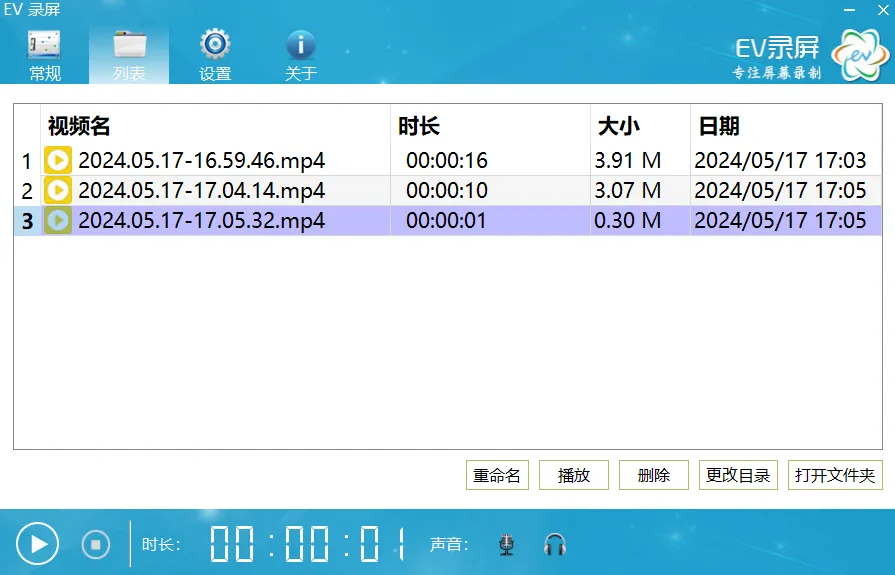 EV 录屏
常规 列表 设置 关于
EV录屏
专注屏幕录制
ev
视频名 时长 大小 日期
1 2024.05.17-16.59.46.mp4 00:00:16 3.91 M 2024/05/17 17:03
2 2024.05.17-17.04.14.mp4 00:00:10 3.07 M 2024/05/17 17:05
3 2024.05.17-17.05.32.mp4 00:00:01 0.30 M 2024/05/17 17:05
重命名 播放 删除 更改目录 打开文件夹
时长: 00:00:01 声音: